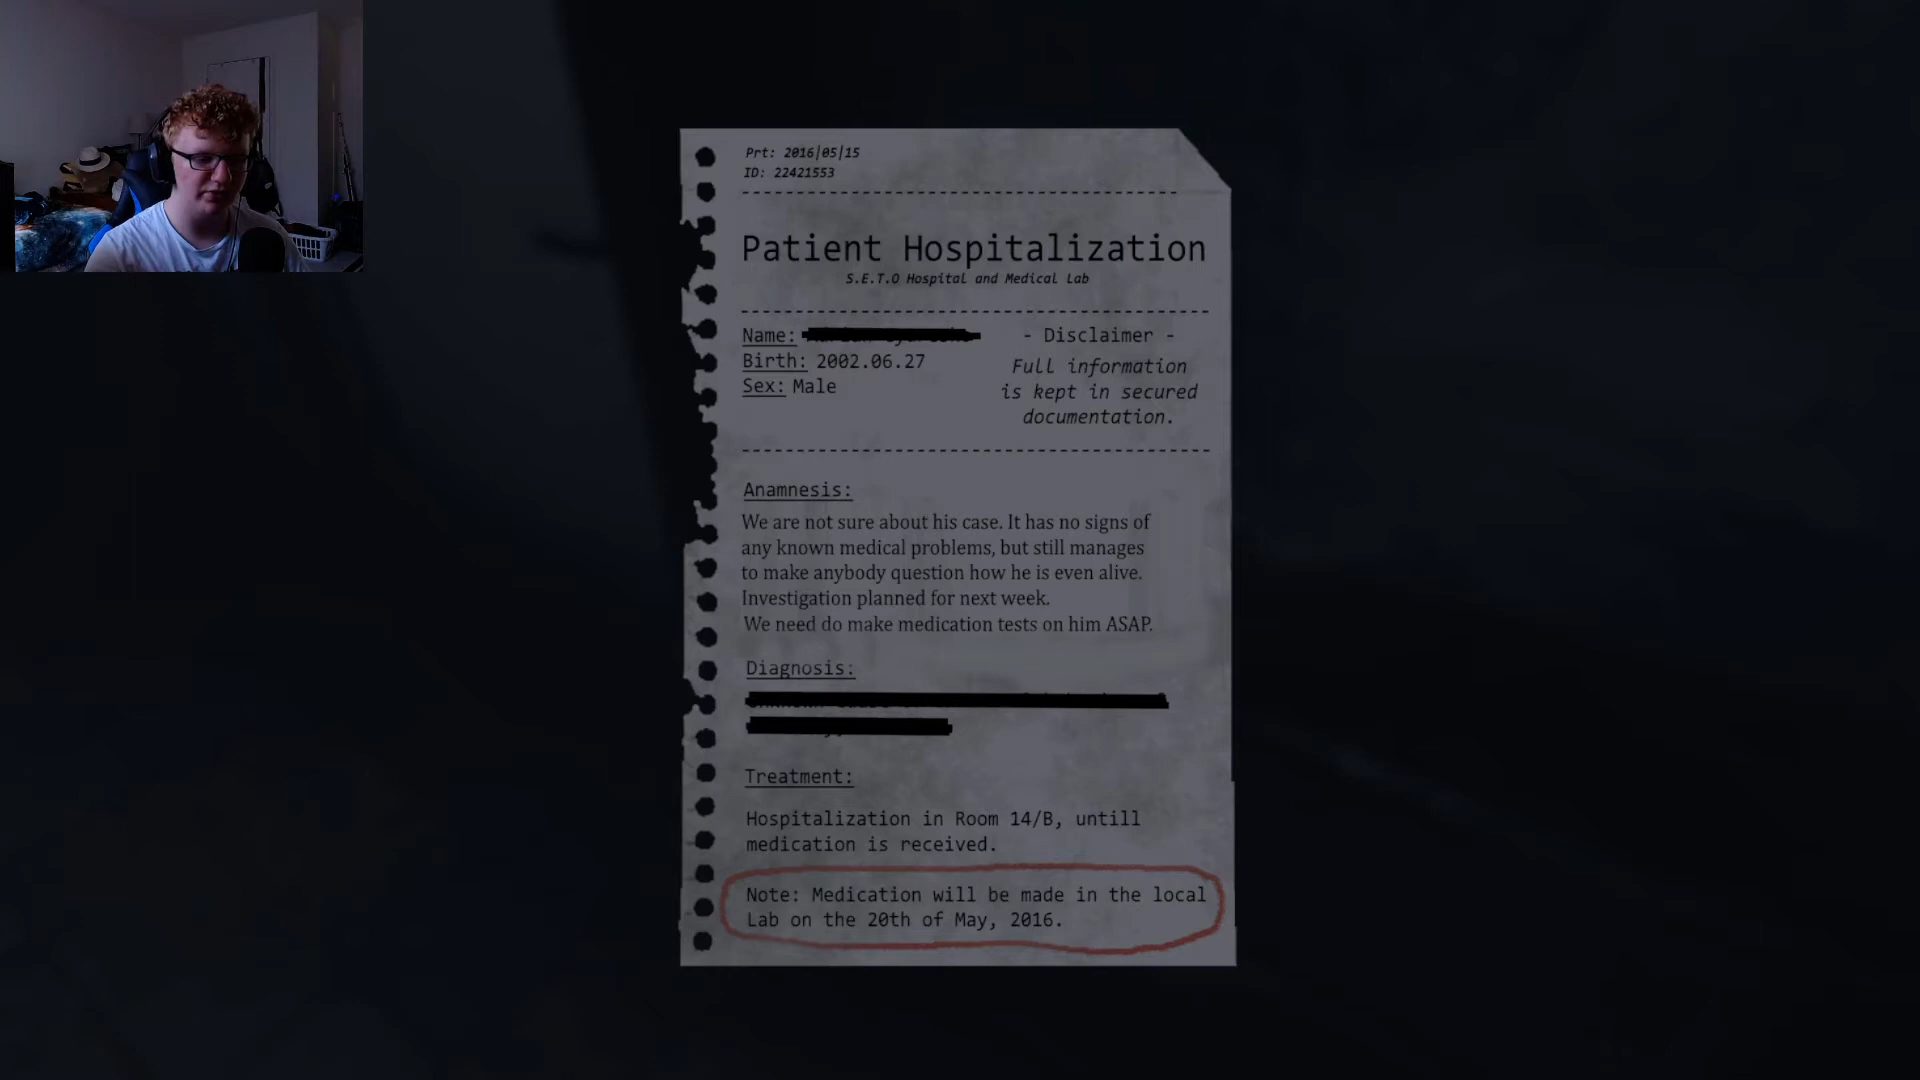 Prt: 2016|05|15
ID: 22421553
Patient Hospitalization
S.E.T.O Hospital and Medical Lab
Name:
Birth: 2002.06.27
Sex: Male
- Disclaimer -
Full information
is kept in secured
documentation.
Anamnesis:
We are not sure about his case. It has no signs of
any known medical problems, but still manages
to make anybody question how he is even alive.
Investigation planned for next week.
We need do make medication tests on him ASAP.
Diagnosis:
Treatment:
Hospitalization in Room 14/B, untill
medication is received.
Note: Medication will be made in the local
Lab on the 20th of May, 2016.